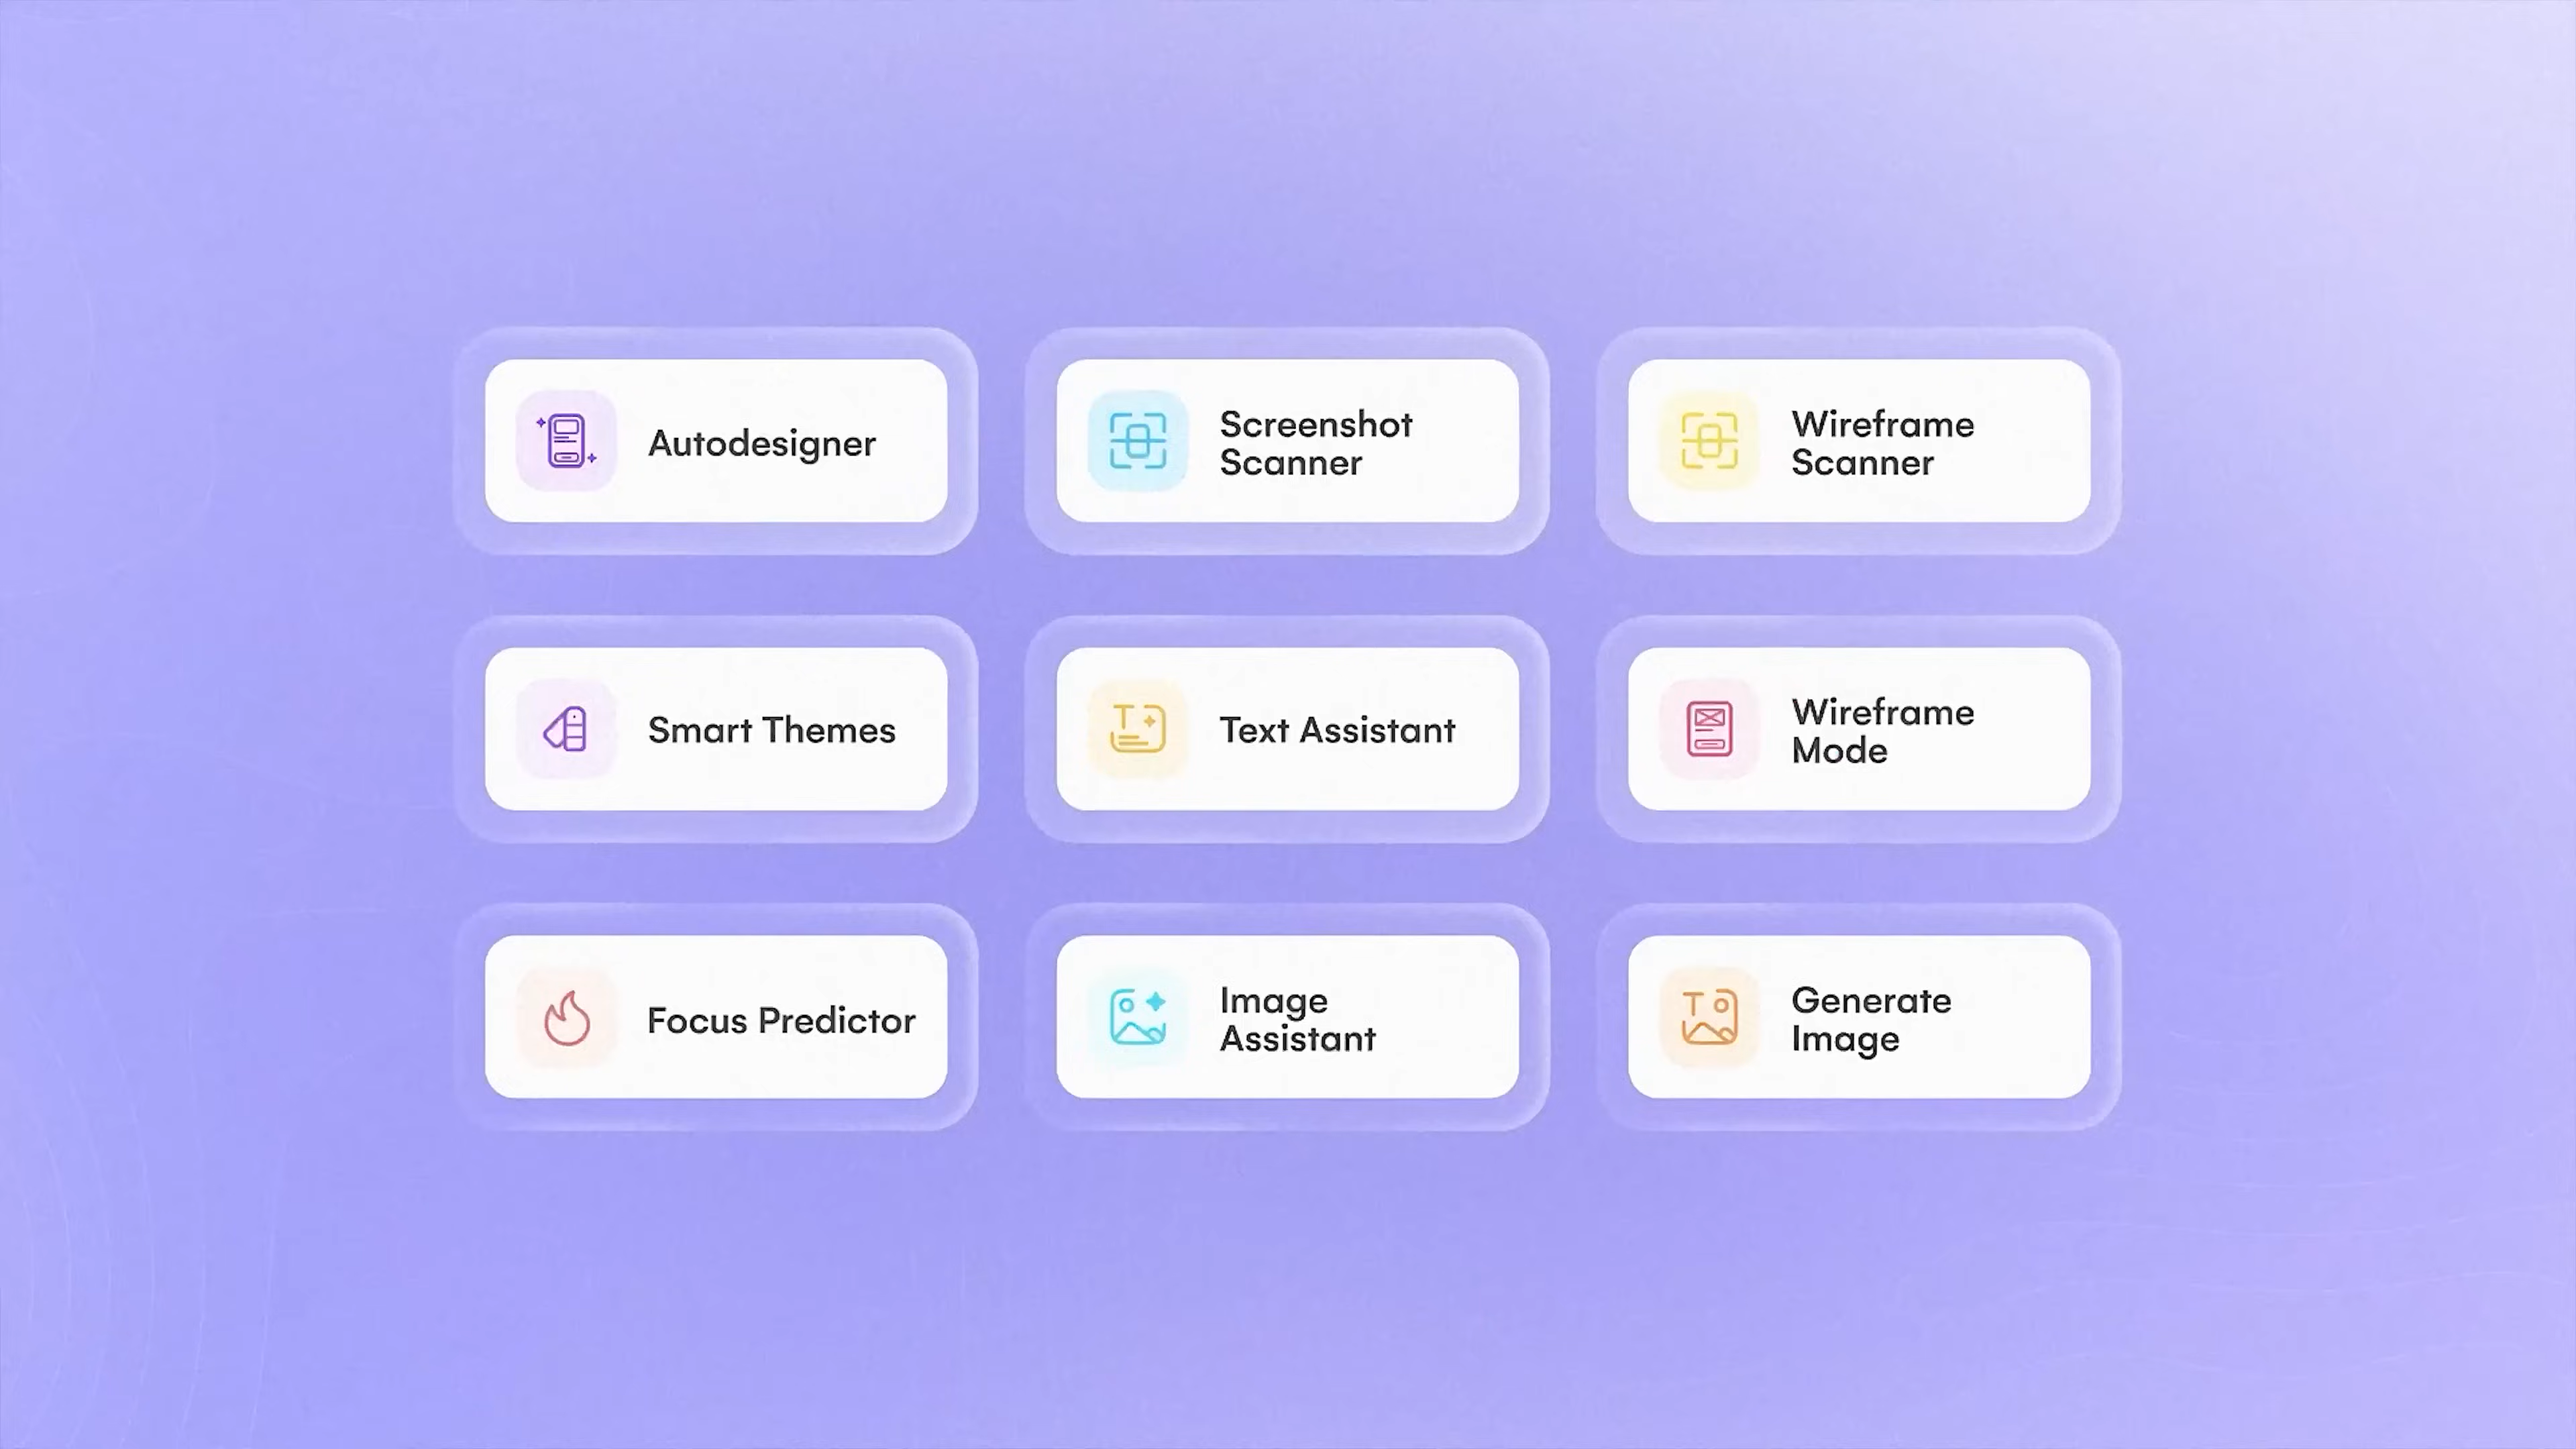 Autodesigner
Screenshot
Scanner
Wireframe
Scanner
Smart Themes
Text Assistant
Wireframe
Mode
Focus Predictor
Image
Assistant
Generate
Image